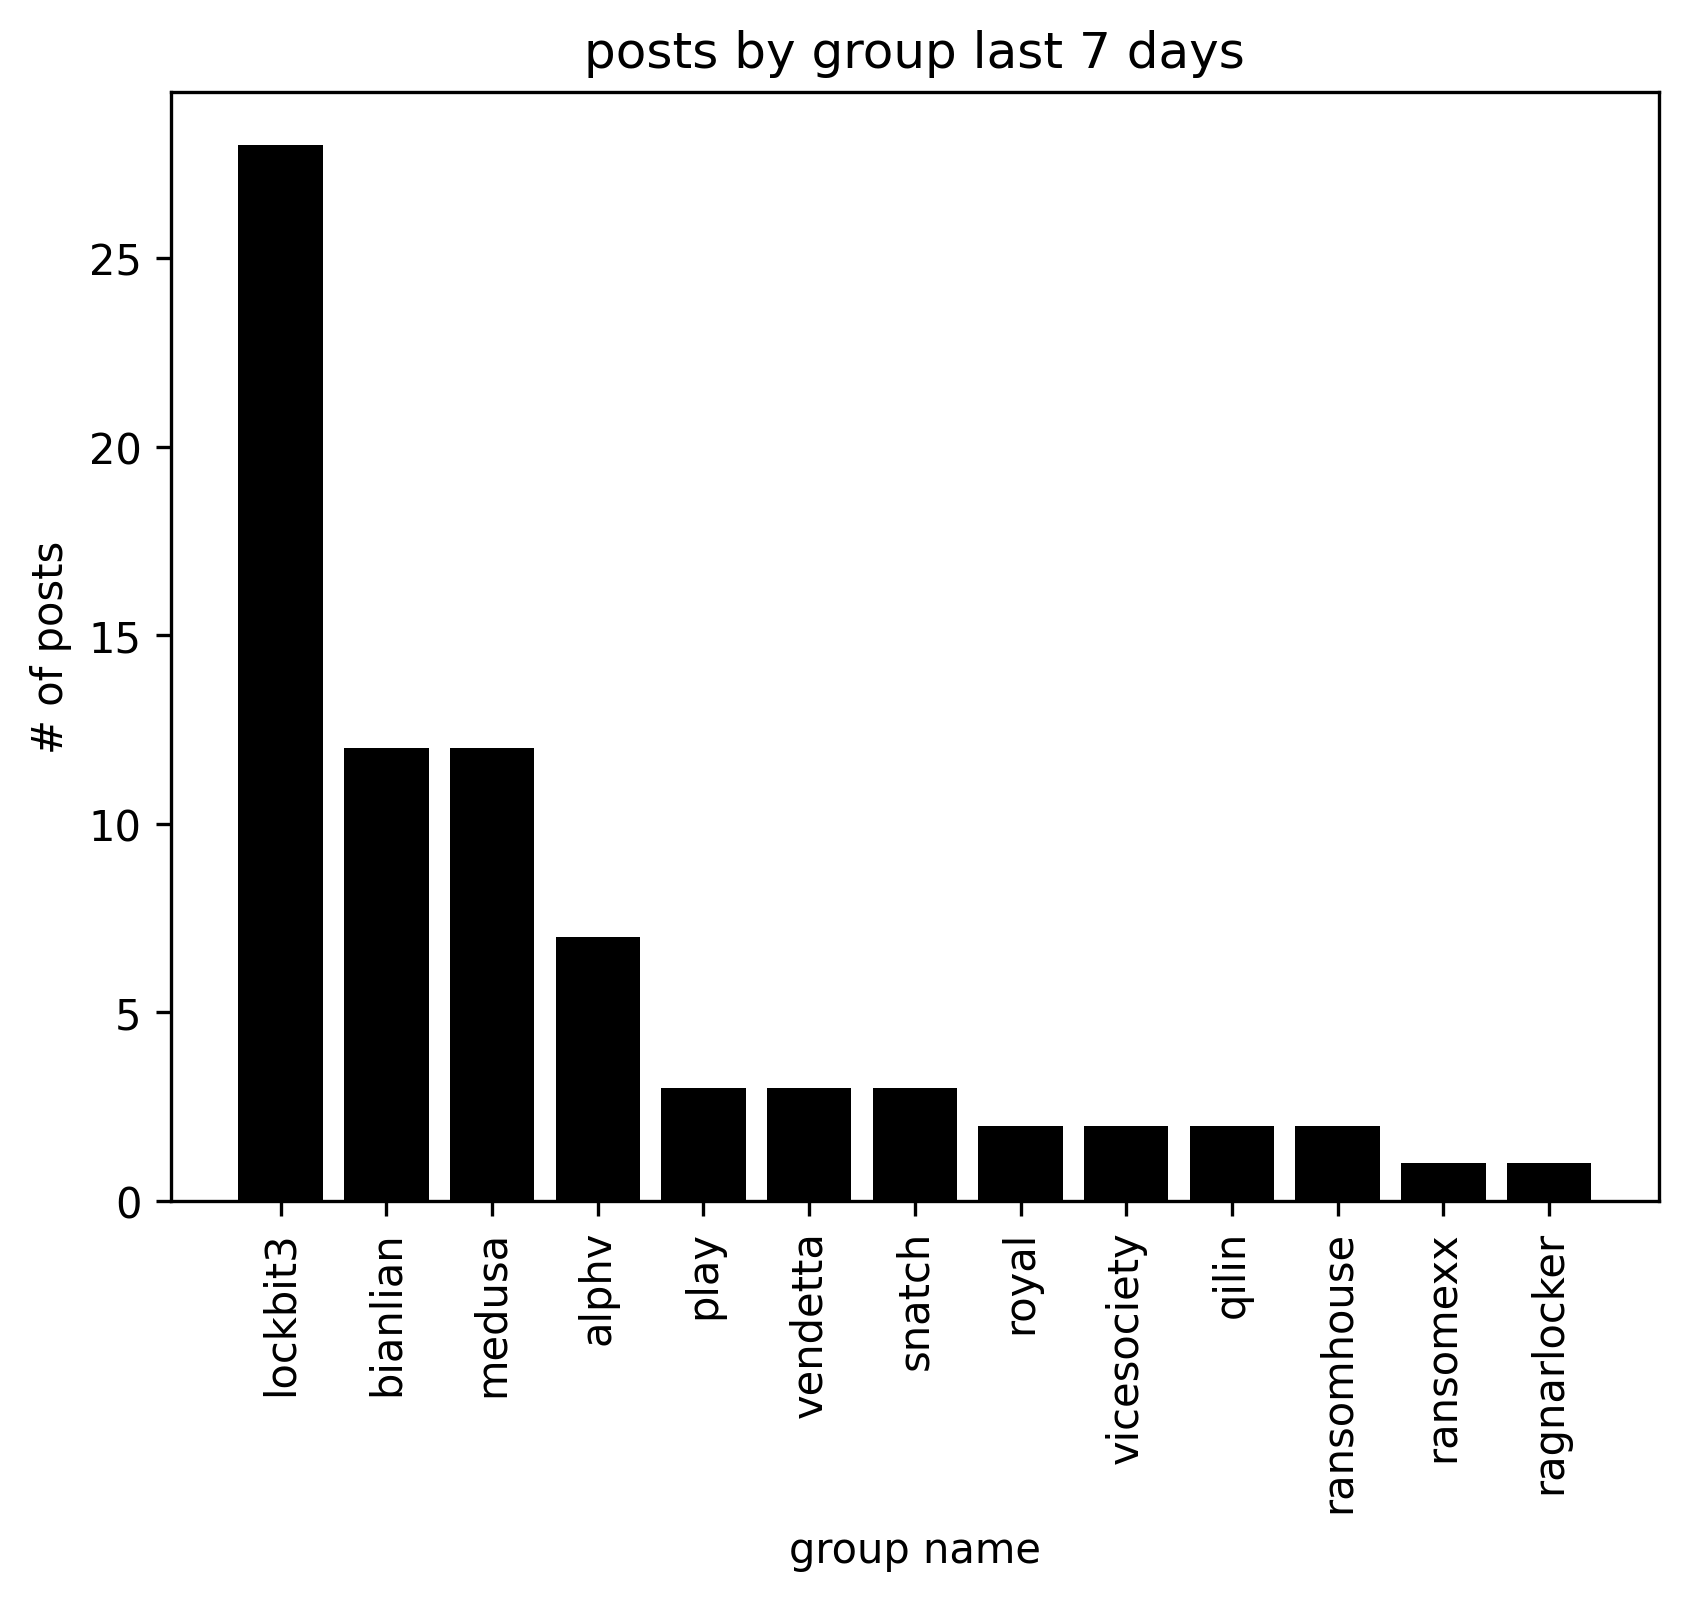 posts by group last 7 days
# of posts
25
20
15
10
5
0
lockbit3
bianlian
medusa
alphv
play
vendetta
snatch
royal
vicesociety
qilin
ransomhouse
ransomexx
ragnarlocker
group name